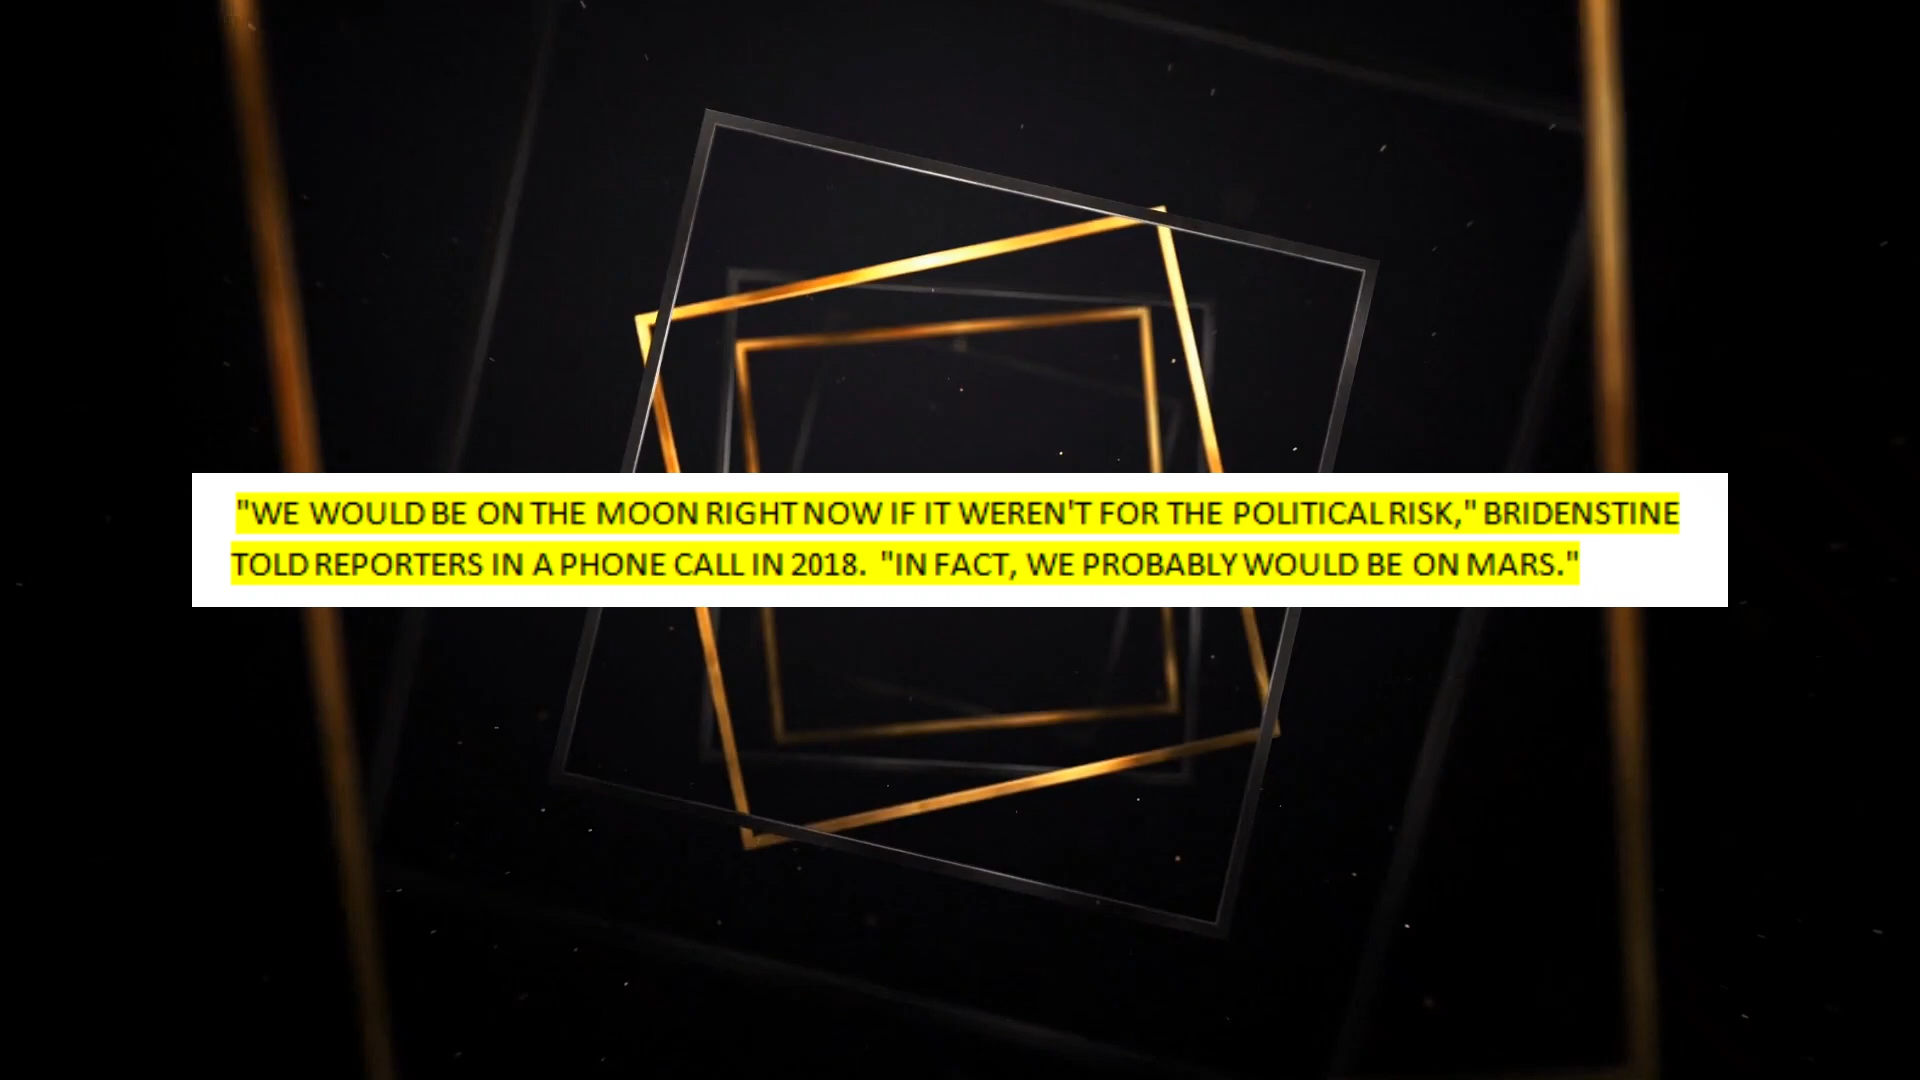 "WE WOULD BE ON THE MOON RIGHT NOW IF IT WEREN'T FOR THE POLITICAL RISK," BRIDENSTINE
TOLD REPORTERS IN A PHONE CALL IN 2018. "IN FACT, WE PROBABLY WOULD BE ON MARS."